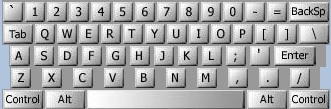 ` 1 2 3 4 5 6 7 8 9 0 - = BackSp
Tab Q W E R T Y U I O P [ ] \
A S D F G H J K L ; ' Enter
Z X C V B N M , . /
Control Alt Alt Control